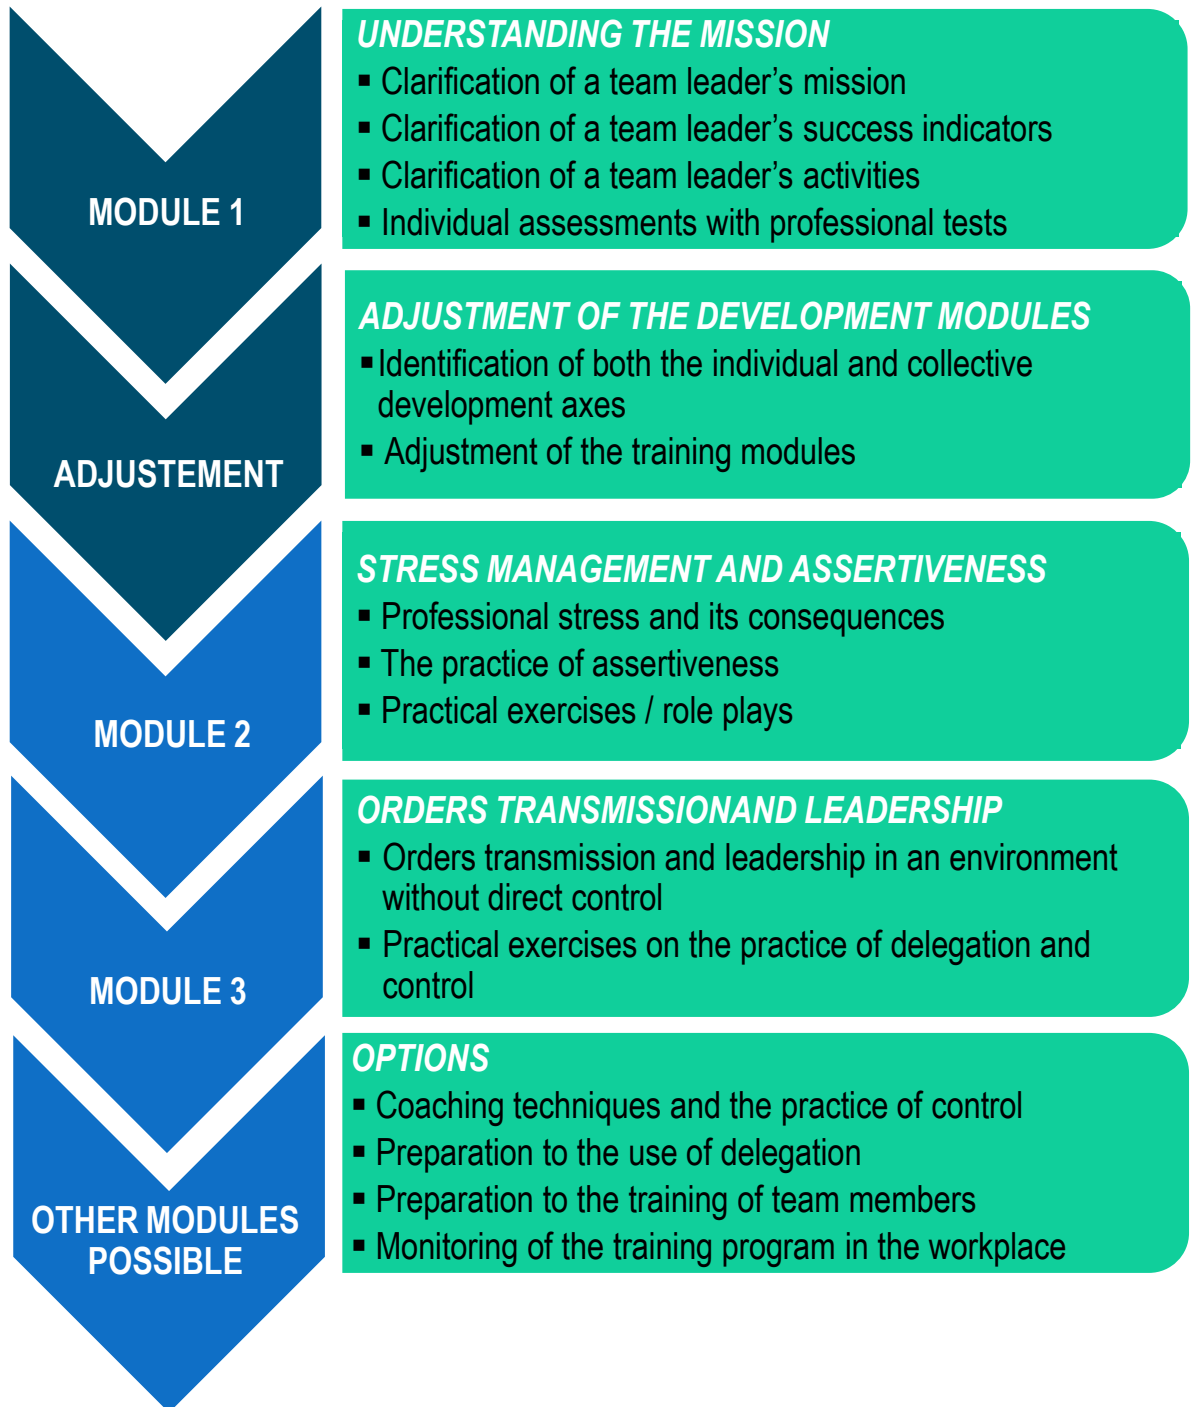 MODULE 1
UNDERSTANDING THE MISSION
▪ Clarification of a team leader’s mission
▪ Clarification of a team leader’s success indicators
▪ Clarification of a team leader’s activities
▪ Individual assessments with professional tests
ADJUSTEMENT
ADJUSTMENT OF THE DEVELOPMENT MODULES
▪ Identification of both the individual and collective
development axes
▪ Adjustment of the training modules
MODULE 2
STRESS MANAGEMENT AND ASSERTIVENESS
▪ Professional stress and its consequences
▪ The practice of assertiveness
▪ Practical exercises / role plays
MODULE 3
ORDERS TRANSMISSIONAND LEADERSHIP
▪ Orders transmission and leadership in an environment
without direct control
▪ Practical exercises on the practice of delegation and
control
OTHER MODULES
POSSIBLE
OPTIONS
▪ Coaching techniques and the practice of control
▪ Preparation to the use of delegation
▪ Preparation to the training of team members
▪ Monitoring of the training program in the workplace